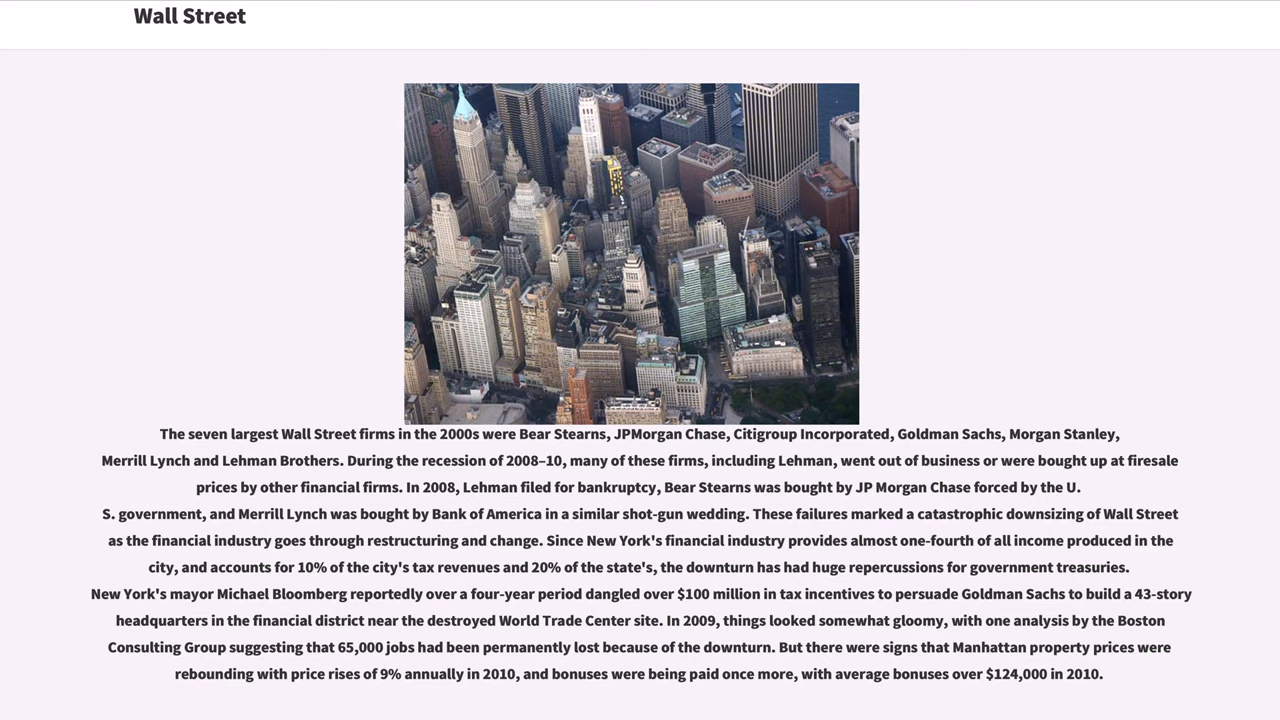 Wall Street
The seven largest Wall Street firms in the 2000s were Bear Stearns, JPMorgan Chase, Citigroup Incorporated, Goldman Sachs, Morgan Stanley,
Merrill Lynch and Lehman Brothers. During the recession of 2008–10, many of these firms, including Lehman, went out of business or were bought up at firesale
prices by other financial firms. In 2008, Lehman filed for bankruptcy, Bear Stearns was bought by JP Morgan Chase forced by the U.
S. government, and Merrill Lynch was bought by Bank of America in a similar shot-gun wedding. These failures marked a catastrophic downsizing of Wall Street
as the financial industry goes through restructuring and change. Since New York's financial industry provides almost one-fourth of all income produced in the
city, and accounts for 10% of the city's tax revenues and 20% of the state's, the downturn has had huge repercussions for government treasuries.
New York's mayor Michael Bloomberg reportedly over a four-year period dangled over $100 million in tax incentives to persuade Goldman Sachs to build a 43-story
headquarters in the financial district near the destroyed World Trade Center site. In 2009, things looked somewhat gloomy, with one analysis by the Boston
Consulting Group suggesting that 65,000 jobs had been permanently lost because of the downturn. But there were signs that Manhattan property prices were
rebounding with price rises of 9% annually in 2010, and bonuses were being paid once more, with average bonuses over $124,000 in 2010.